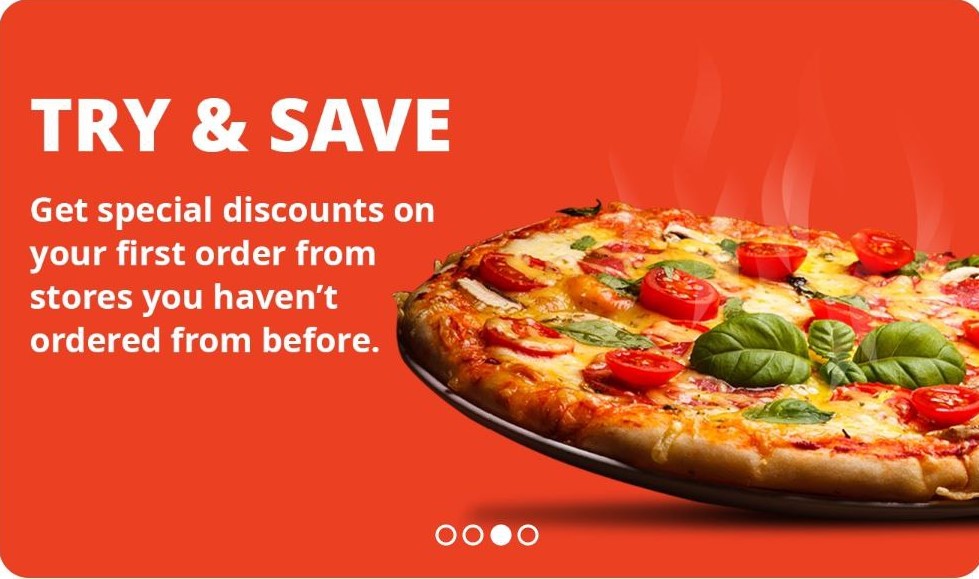 TRY & SAVE
Get special discounts on
your first order from
stores you haven’t
ordered from before.